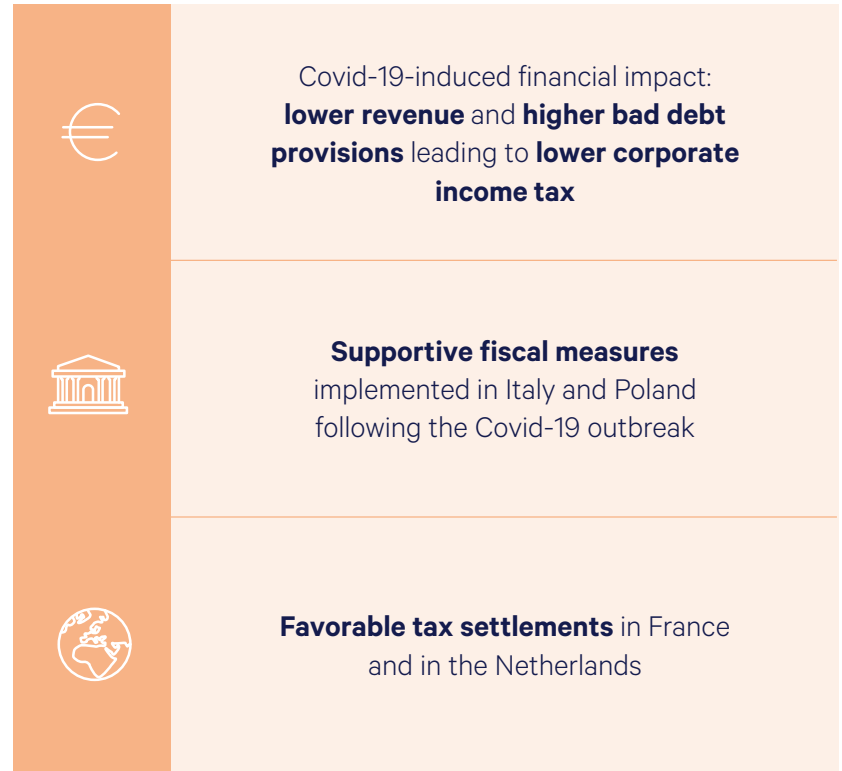 Covid-19-induced financial impact:
lower revenue and higher bad debt
provisions leading to lower corporate
income tax
Supportive fiscal measures
implemented in Italy and Poland
following the Covid-19 outbreak
Favorable tax settlements in France
and in the Netherlands